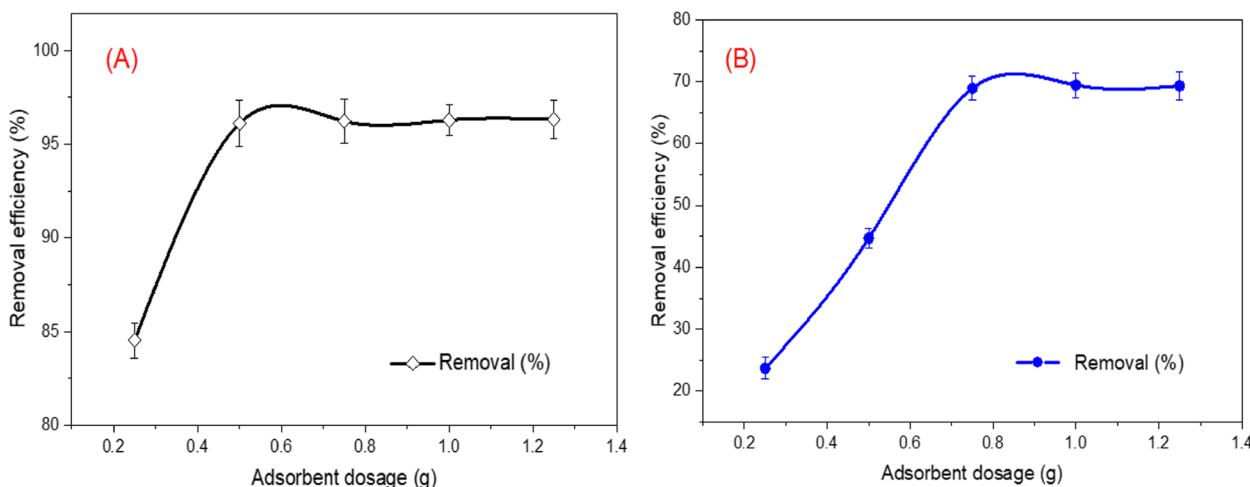 (A)
Removal efficiency (%)
100
95
90
85
80
0.2 0.4 0.6 0.8 1.0 1.2 1.4
Adsorbent dosage (g)
Removal (%)
(B)
Removal efficiency (%)
80
70
60
50
40
30
20
0.2 0.4 0.6 0.8 1.0 1.2 1.4
Adsorbent dosage (g)
Removal (%)